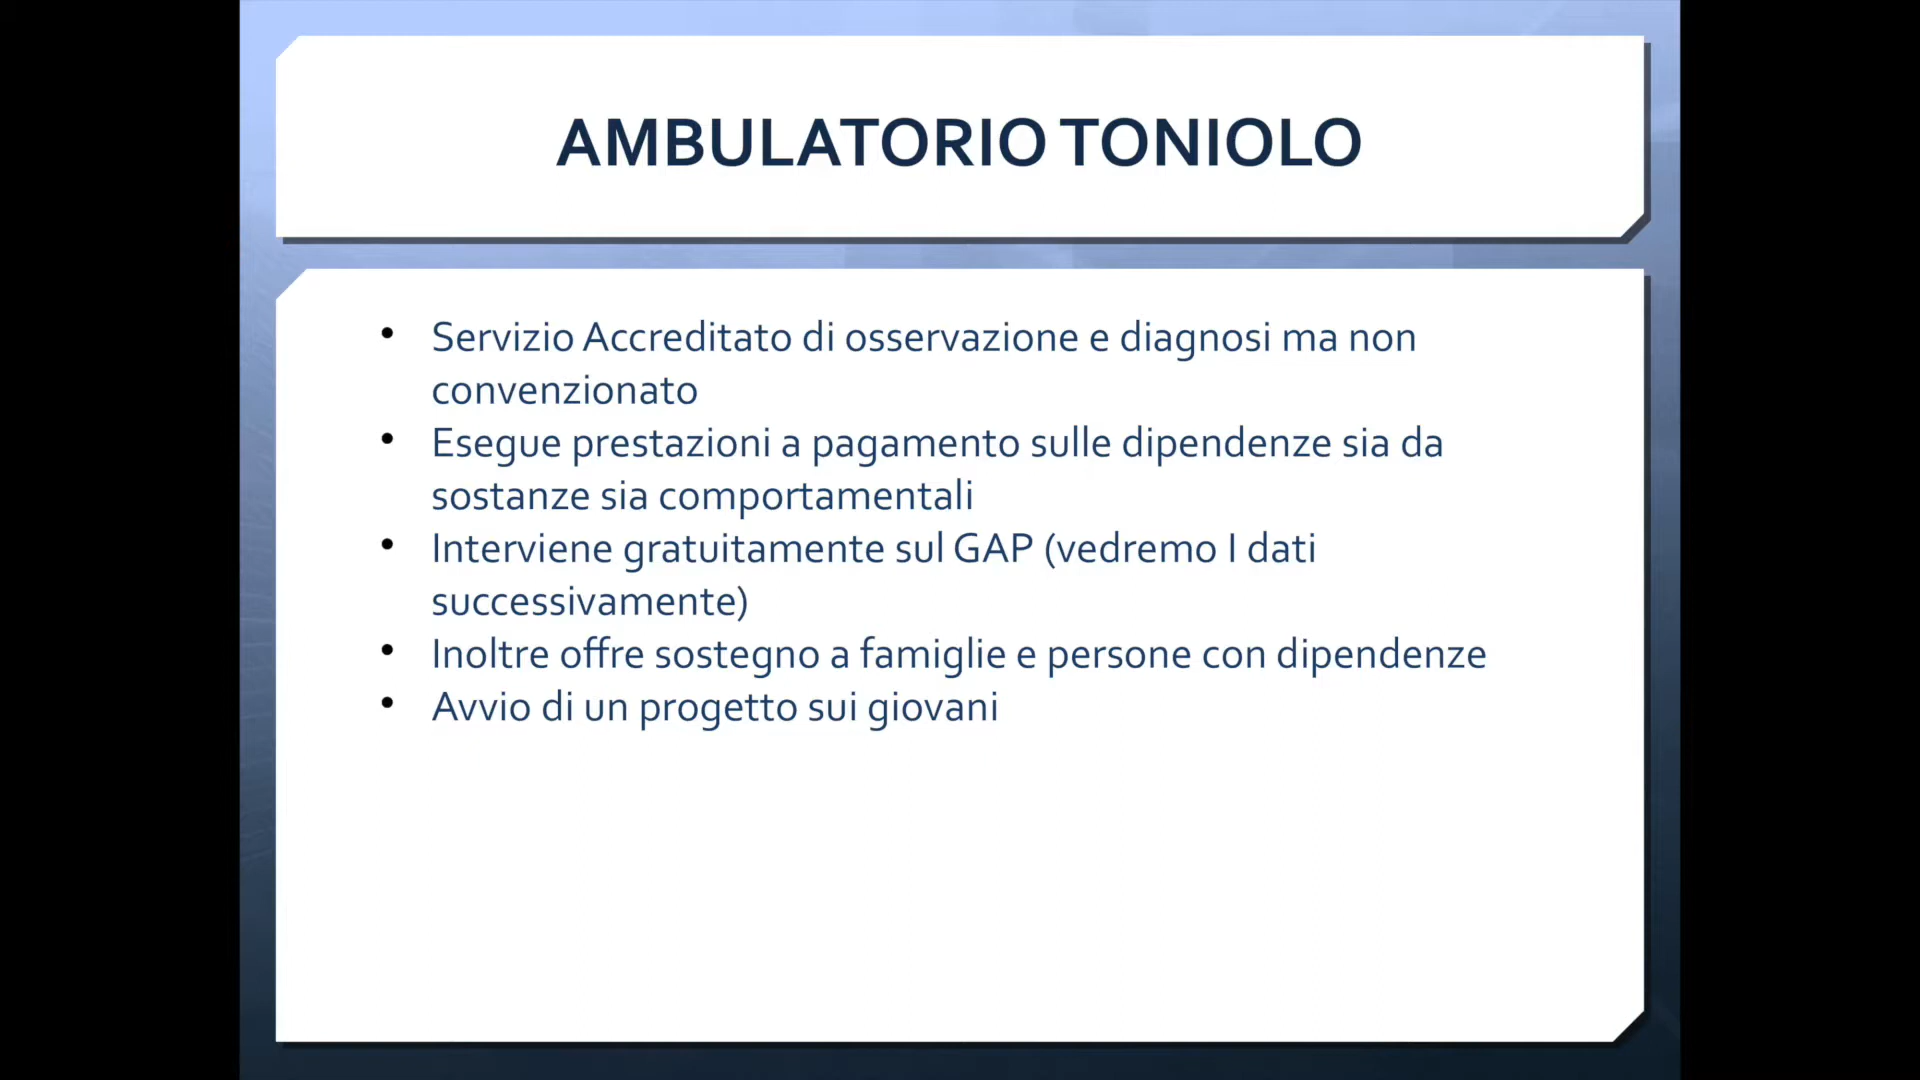 AMBULATORIO TONIOLO
• Servizio Accreditato di osservazione e diagnosi ma non
convenzionato
• Esegue prestazioni a pagamento sulle dipendenze sia da
sostanze sia comportamentali
• Interviene gratuitamente sul GAP (vedremo I dati
successivamente)
• Inoltre offre sostegno a famiglie e persone con dipendenze
• Avvio di un progetto sui giovani